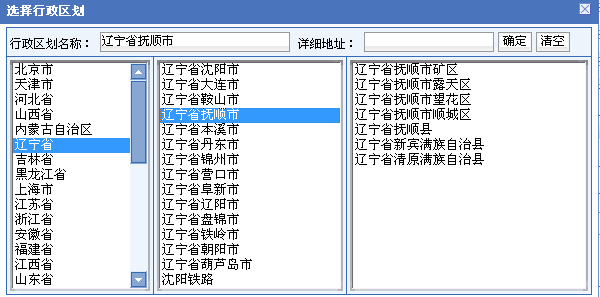 选择行政区划
行政区划名称： 辽宁省抚顺市 详细地址： 确定 清空
北京市
天津市
河北省
山西省
内蒙古自治区
辽宁省
吉林省
黑龙江省
上海市
江苏省
浙江省
安徽省
福建省
江西省
山东省
辽宁省沈阳市
辽宁省大连市
辽宁省鞍山市
辽宁省抚顺市
辽宁省本溪市
辽宁省丹东市
辽宁省锦州市
辽宁省营口市
辽宁省阜新市
辽宁省辽阳市
辽宁省盘锦市
辽宁省铁岭市
辽宁省朝阳市
辽宁省葫芦岛市
沈阳铁路
辽宁省抚顺市矿区
辽宁省抚顺市露天区
辽宁省抚顺市望花区
辽宁省抚顺市顺城区
辽宁省抚顺县
辽宁省新宾满族自治县
辽宁省清原满族自治县